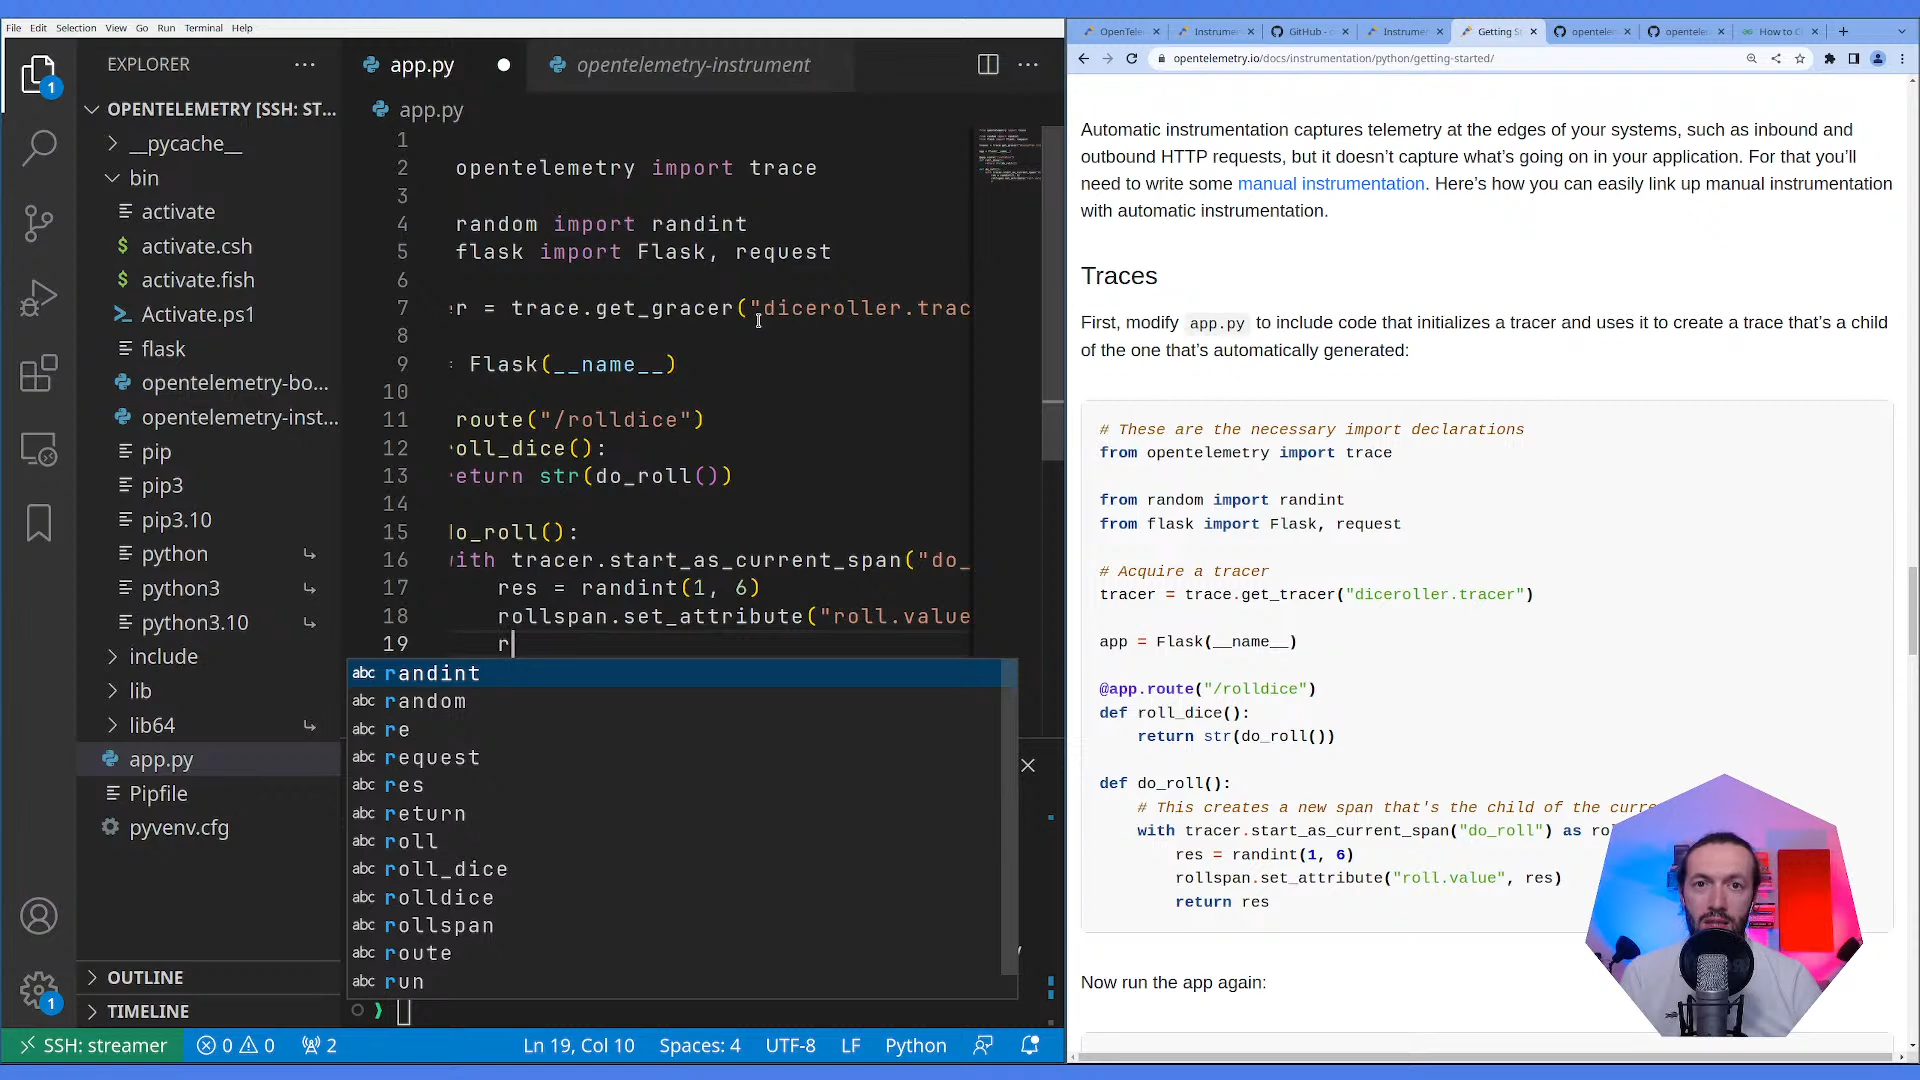 File Edit Selection View Go Run Terminal Help
EXPLORER
app.py
opentelemetry-instrument
OPENTELEMETRY [SSH: ST...
__pycache__
bin
activate
activate.csh
activate.fish
Activate.ps1
flask
opentelemetry-bo...
opentelemetry-inst...
pip
pip3
pip3.10
python
python3
python3.10
include
lib
lib64
app.py
Pipfile
pyvenv.cfg
OUTLINE
TIMELINE
1
1
app.py
1
2 opentelemetry import trace
3
4 random import randint
5 flask import Flask, request
6
7 r = trace.get_gracer("diceroller.trac
8
9 = Flask(__name__)
10
11 route("/rolldice")
12 oll_dice():
13 eturn str(do_roll())
14
15 do_roll():
16 with tracer.start_as_current_span("do_
17 res = randint(1, 6)
18 rollspan.set_attribute("roll.value
19 r
abc randint
abc random
abc re
abc request
abc res
abc return
abc roll
abc roll_dice
abc rolldice
abc rollspan
abc route
abc run
SSH: streamer 0 0 2 Ln 19, Col 10 Spaces: 4 UTF-8 LF Python
OpenTele Instrume GitHub - Instrume Getting S opentele opentele How to C
opentelemetry.io/docs/instrumentation/python/getting-started/
Automatic instrumentation captures telemetry at the edges of your systems, such as inbound and
outbound HTTP requests, but it doesn't capture what's going on in your application. For that you'll
need to write some manual instrumentation. Here's how you can easily link up manual instrumentation
with automatic instrumentation.
Traces
First, modify app.py to include code that initializes a tracer and uses it to create a trace that's a child
of the one that's automatically generated:
# These are the necessary import declarations
from opentelemetry import trace
from random import randint
from flask import Flask, request
# Acquire a tracer
tracer = trace.get_tracer("diceroller.tracer")
app = Flask(__name__)
@app.route("/rolldice")
def roll_dice():
return str(do_roll())
def do_roll():
# This creates a new span that's the child of the curre
with tracer.start_as_current_span("do_roll") as rol
res = randint(1, 6)
rollspan.set_attribute("roll.value", res)
return res
Now run the app again: